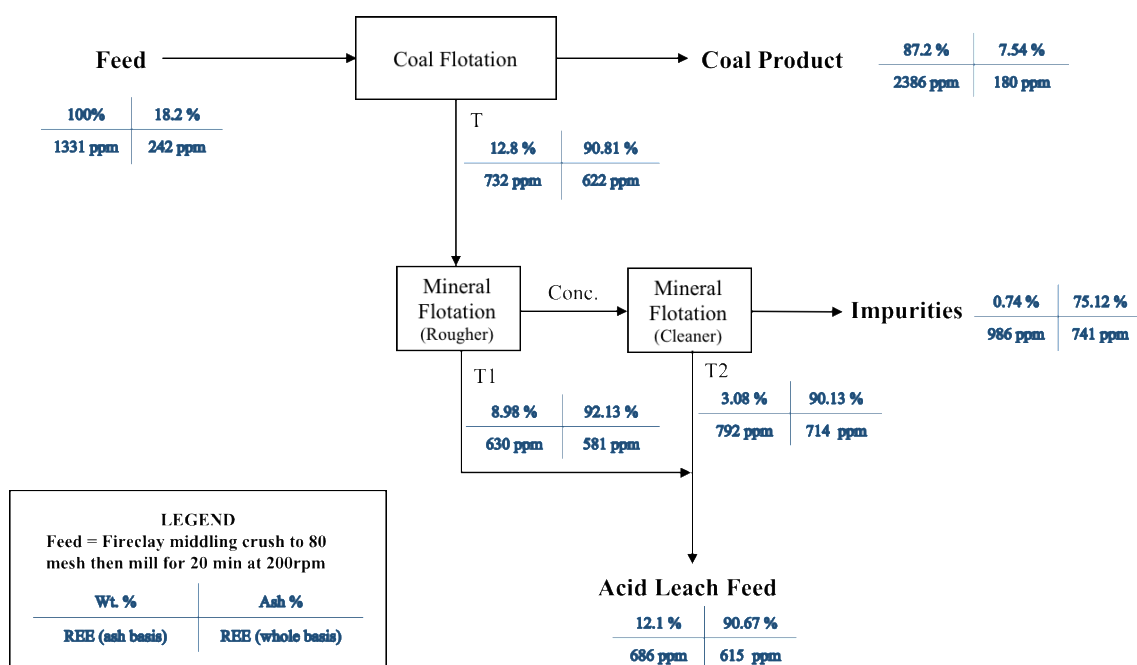 Feed
Coal Flotation
Coal Product
87.2 % 7.54 %
2386 ppm 180 ppm
100% 18.2 %
1331 ppm 242 ppm
T
12.8 % 90.81 %
732 ppm 622 ppm
Mineral
Flotation
(Rougher)
Conc.
Mineral
Flotation
(Cleaner)
Impurities
0.74 % 75.12 %
986 ppm 741 ppm
T1
8.98 % 92.13 %
630 ppm 581 ppm
T2
3.08 % 90.13 %
792 ppm 714 ppm
LEGEND
Feed = Fireclay middling crush to 80
mesh then mill for 20 min at 200rpm
Wt. % Ash %
REE (ash basis) REE (whole basis)
Acid Leach Feed
12.1 % 90.67 %
686 ppm 615 ppm